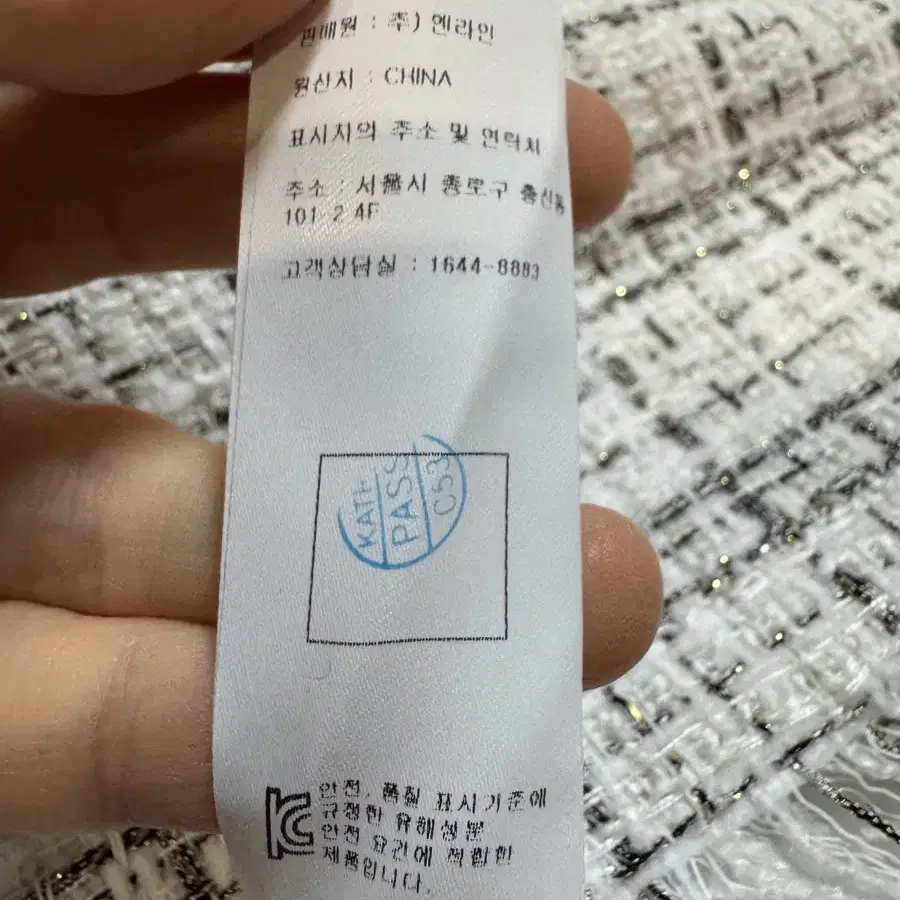 판매원 : 주) 엔라인
원산지 : CHINA
표시자의 주소 및 연락처
주소 : 서울시 종로구 충신동
101 2 4F
고객상담실 : 1644-8883
KATI
PASS
C53
안전, 품질 표시기준에
규정한 유해성분
안전 요건에 적합한
제품입니다.